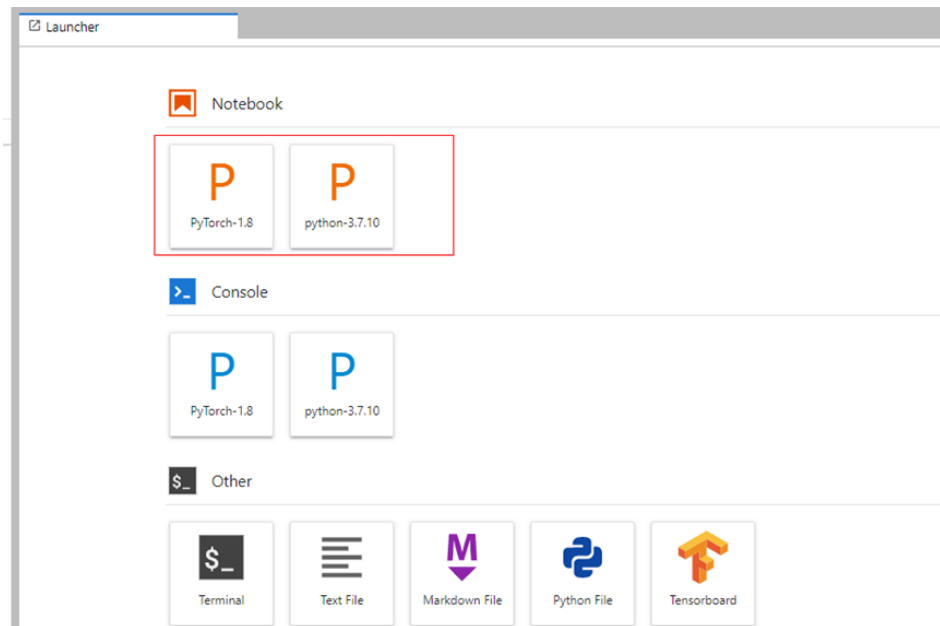 Launcher
Notebook
P P
PyTorch-1.8 python-3.7.10
Console
P P
PyTorch-1.8 python-3.7.10
$_ Other
$_ M
Terminal Text File Markdown File Python File Tensorboard